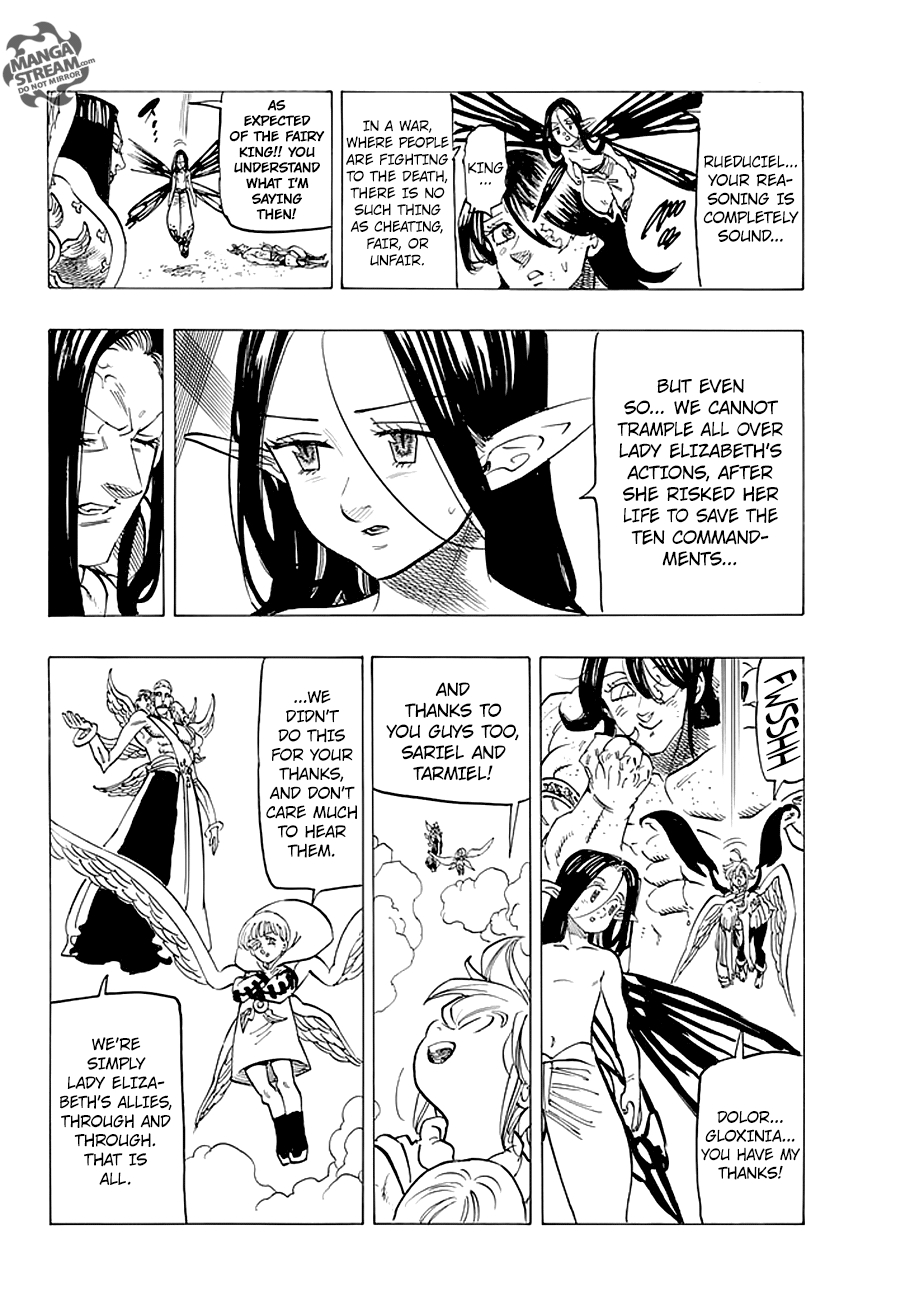 MANGA
STREAM.com
DO NOT MIRROR
RUEDUCIEL...
YOUR REA-
SONING IS
COMPLETELY
SOUND...
KING
...
IN A WAR,
WHERE PEOPLE
ARE FIGHTING
TO THE DEATH,
THERE IS NO
SUCH THING
AS CHEATING,
FAIR, OR
UNFAIR.
AS
EXPECTED
OF THE FAIRY
KING!! YOU
UNDERSTAND
WHAT I'M
SAYING
THEN!
BUT EVEN
SO... WE CANNOT
TRAMPLE ALL OVER
LADY ELIZABETH'S
ACTIONS, AFTER
SHE RISKED HER
LIFE TO SAVE THE
TEN COMMAND-
MENTS...
FWSSHH
DOLOR...
GLOXINIA...
YOU HAVE MY
THANKS!
AND
THANKS TO
YOU GUYS TOO,
SARIEL AND
TARMIEL!
...WE
DIDN'T
DO THIS
FOR YOUR
THANKS,
AND DON'T
CARE MUCH
TO HEAR
THEM.
WE'RE
SIMPLY
LADY ELIZA-
BETH'S ALLIES,
THROUGH AND
THROUGH.
THAT IS
ALL.